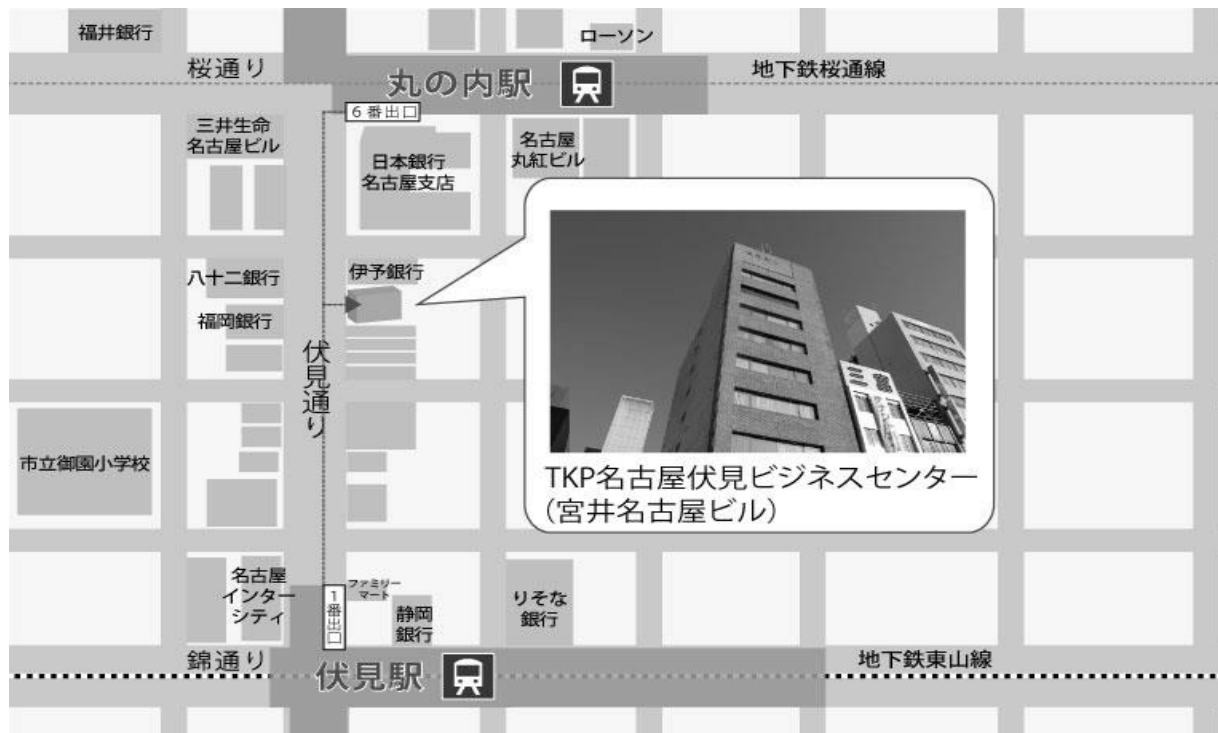 福井銀行
ローソン
桜通り
丸の内駅
地下鉄桜通線
6番出口
三井生命
名古屋ビル
日本銀行
名古屋支店
名古屋
丸紅ビル
八十二銀行
伊予銀行
福岡銀行
伏見通り
市立御園小学校
TKP名古屋伏見ビジネスセンター
(宮井名古屋ビル)
名古屋
インター
シティ
1番出口
ファミリー
マート
静岡
銀行
りそな
銀行
錦通り
伏見駅
地下鉄東山線